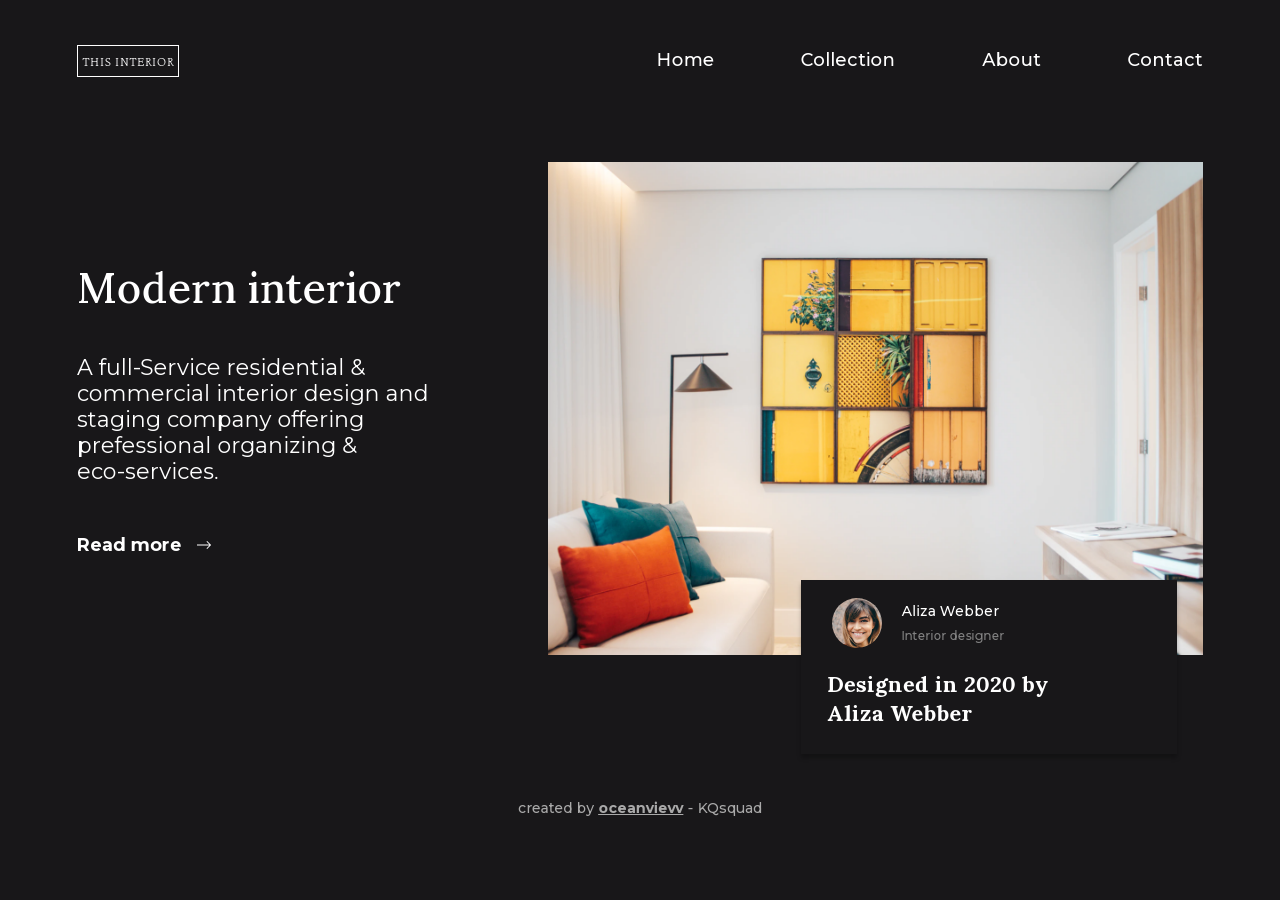 THIS INTERIOR
Home
Collection
About
Contact
Modern interior
A full-Service residential &
commercial interior design and
staging company offering
prefessional organizing &
eco-services.
Read more
Aliza Webber
Interior designer
Designed in 2020 by
Aliza Webber
created by oceanvievv - KQsquad